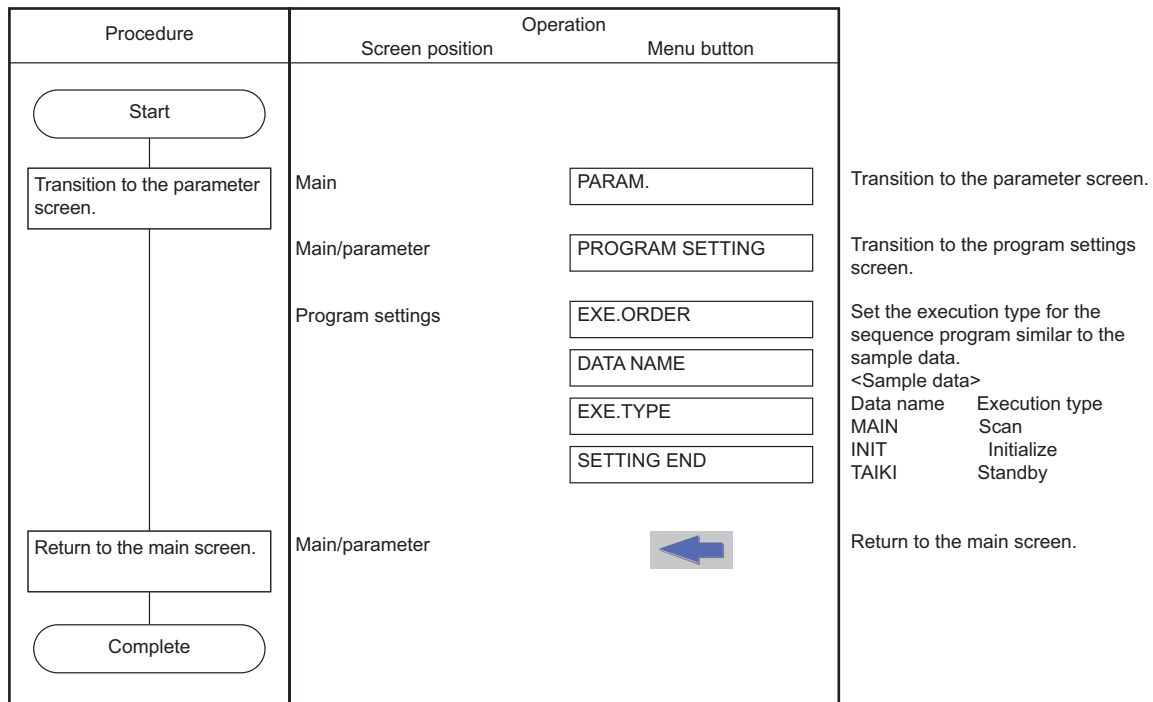 Procedure
Operation
Screen position Menu button
Start
Transition to the parameter
screen.
Main
PARAM.
Transition to the parameter screen.
Main/parameter
PROGRAM SETTING
Transition to the program settings
screen.
Program settings
EXE.ORDER
DATA NAME
EXE.TYPE
SETTING END
Set the execution type for the
sequence program similar to the
sample data.
<Sample data>
Data name Execution type
MAIN Scan
INIT Initialize
TAIKI Standby
Return to the main screen.
Main/parameter
Return to the main screen.
Complete